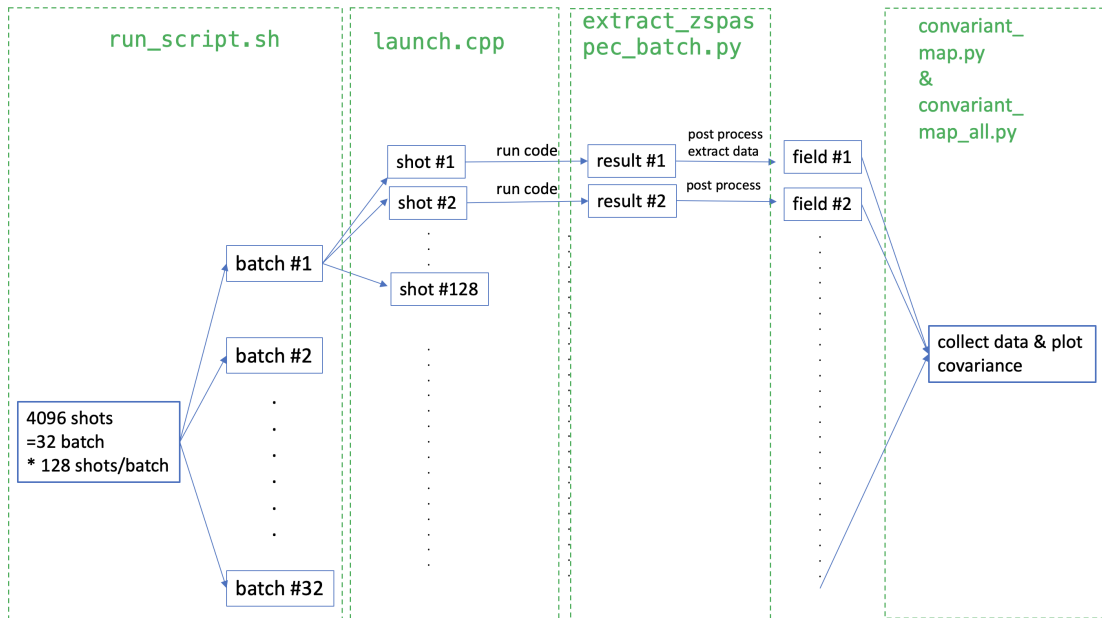 run_script.sh
launch.cpp
extract_zspas
pec_batch.py
convariant_
map.py
&
convariant_
map_all.py
4096 shots
=32 batch
* 128 shots/batch
batch #1
batch #2
batch #32
shot #1
run code
result #1
post process
extract data
field #1
shot #2
run code
result #2
post process
field #2
shot #128
collect data & plot
covariance